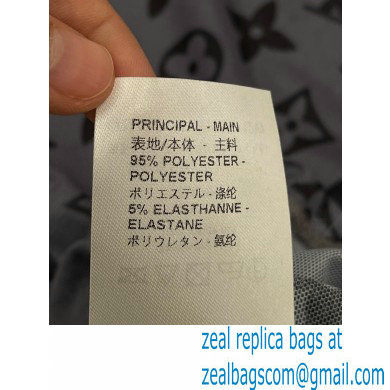 PRINCIPAL - MAIN
表地/本体 - 主料
95% POLYESTER -
POLYESTER
ポリエステル - 涤纶
5% ELASTHANNE -
ELASTANE
ポリウレタン - 氨纶
zeal replica bags at
zealbagscom@gmail.com